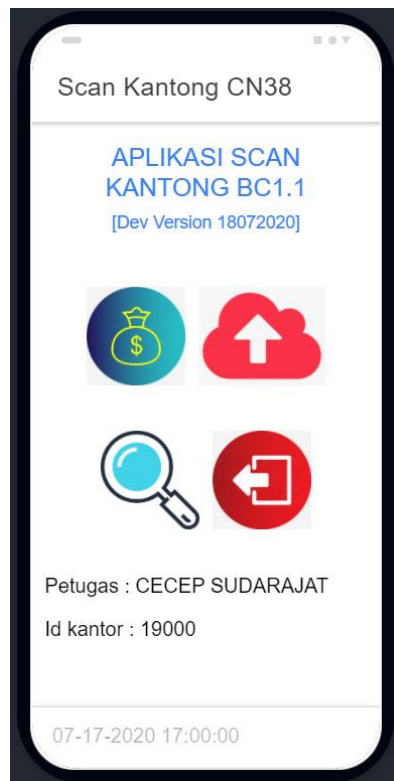 Scan Kantong CN38
APLIKASI SCAN
KANTONG BC1.1
[Dev Version 18072020]
$
Petugas : CECEP SUDARAJAT
Id kantor : 19000
07-17-2020 17:00:00